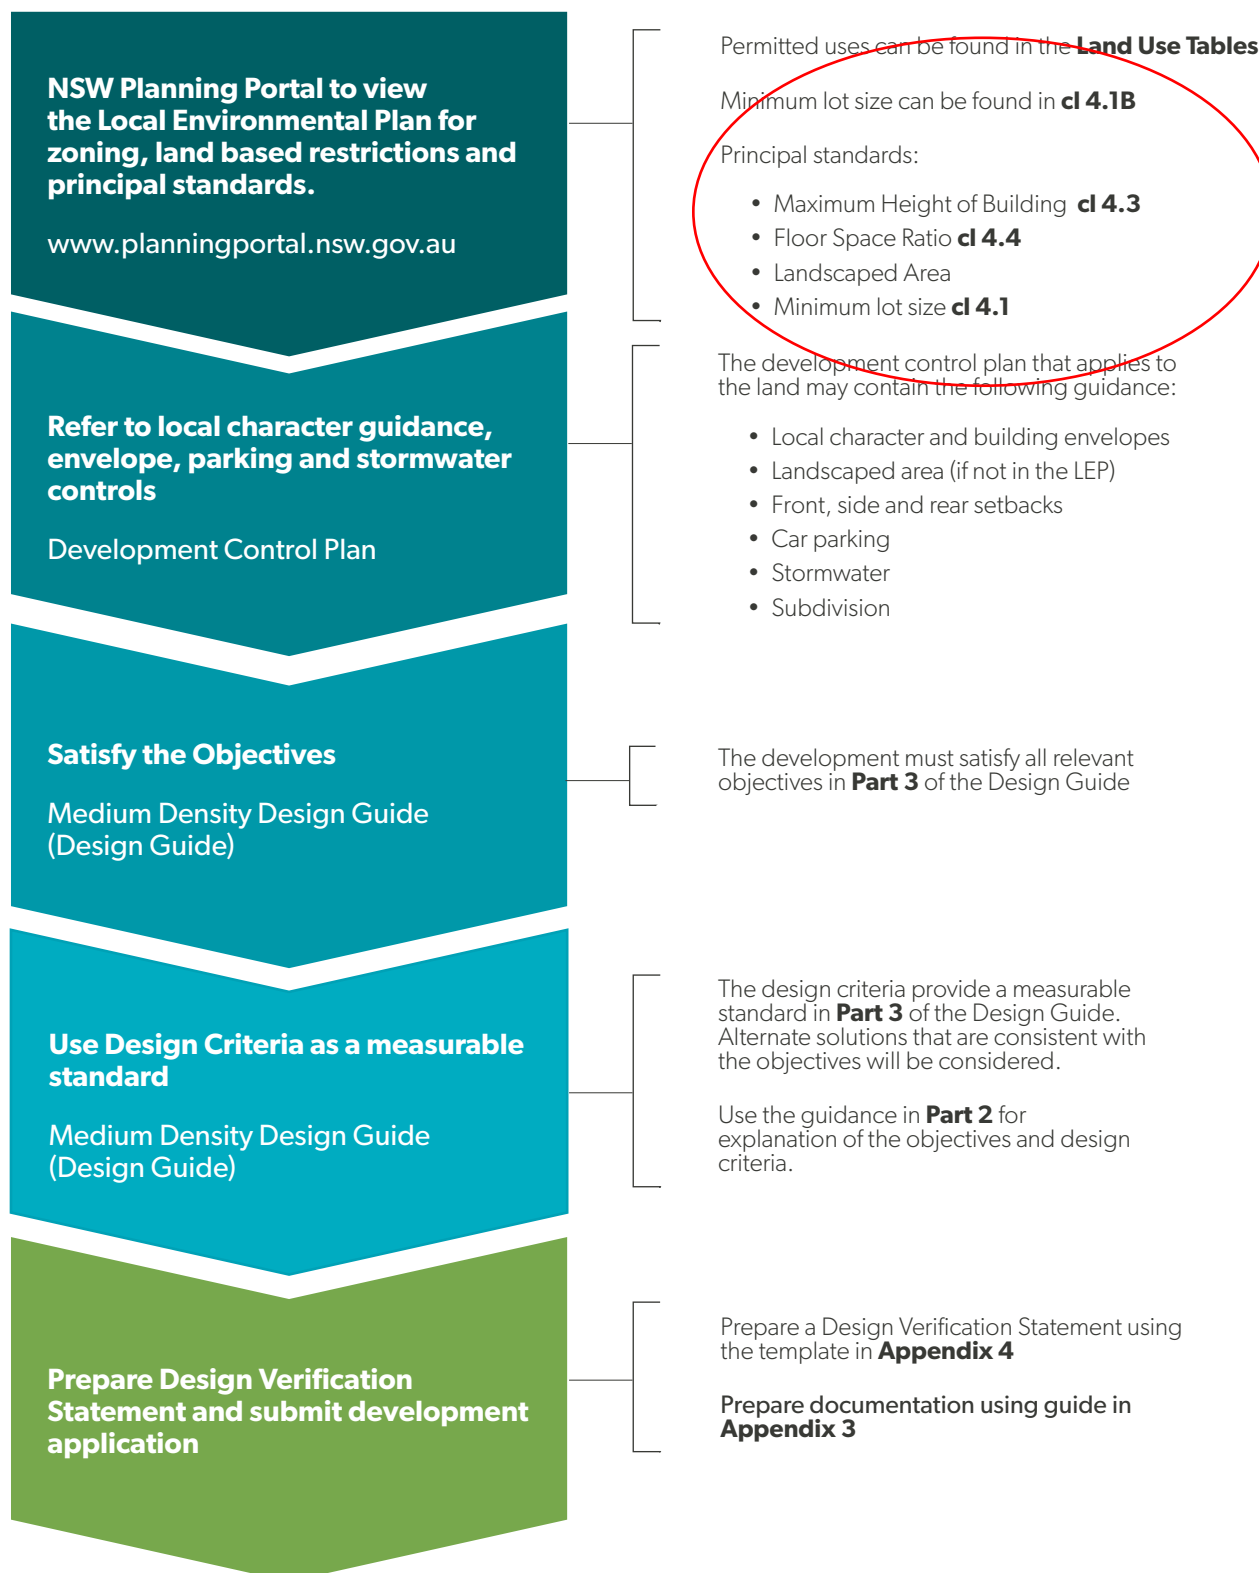 NSW Planning Portal to view
the Local Environmental Plan for
zoning, land based restrictions and
principal standards.
www.planningportal.nsw.gov.au
Permitted uses can be found in the Land Use Tables
Minimum lot size can be found in cl 4.1B
Principal standards:
• Maximum Height of Building cl 4.3
• Floor Space Ratio cl 4.4
• Landscaped Area
• Minimum lot size cl 4.1
Refer to local character guidance,
envelope, parking and stormwater
controls
Development Control Plan
The development control plan that applies to
the land may contain the following guidance:
• Local character and building envelopes
• Landscaped area (if not in the LEP)
• Front, side and rear setbacks
• Car parking
• Stormwater
• Subdivision
Satisfy the Objectives
Medium Density Design Guide
(Design Guide)
The development must satisfy all relevant
objectives in Part 3 of the Design Guide
Use Design Criteria as a measurable
standard
Medium Density Design Guide
(Design Guide)
The design criteria provide a measurable
standard in Part 3 of the Design Guide.
Alternate solutions that are consistent with
the objectives will be considered.
Use the guidance in Part 2 for
explanation of the objectives and design
criteria.
Prepare Design Verification
Statement and submit development
application
Prepare a Design Verification Statement using
the template in Appendix 4
Prepare documentation using guide in
Appendix 3